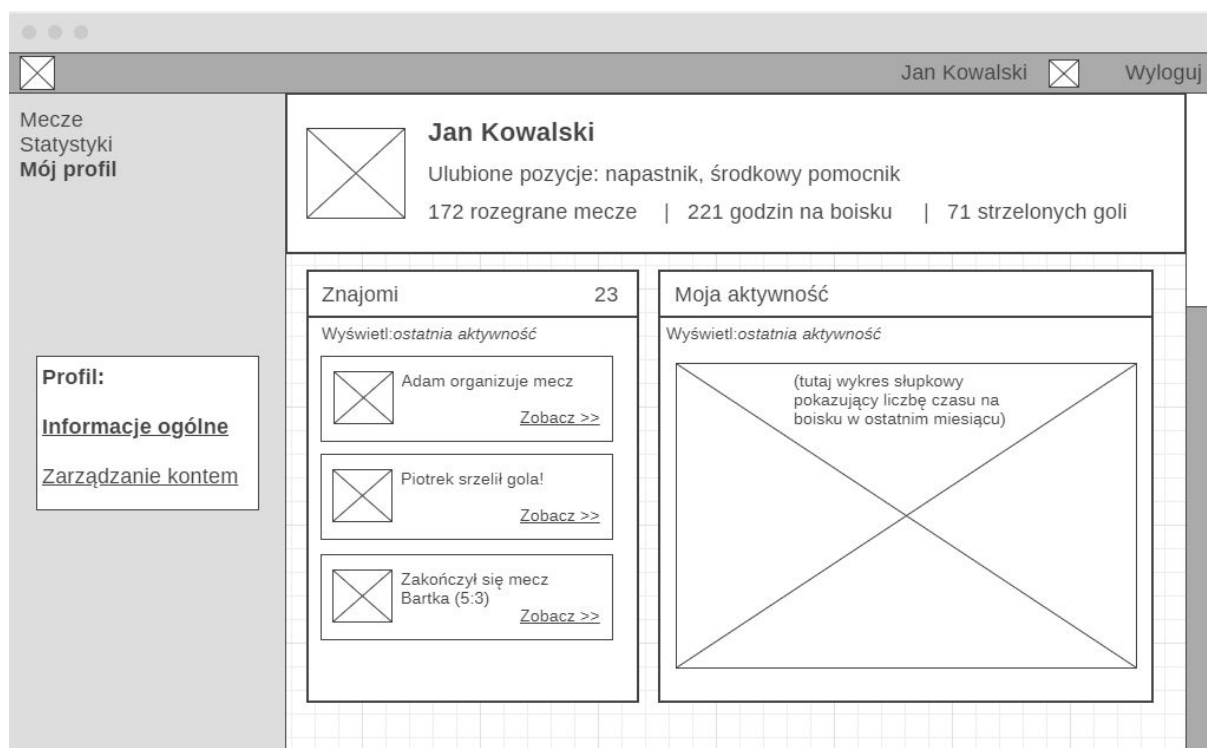 Jan Kowalski
Wyloguj
Mecze
Statystyki
Mój profil
Profil:
Informacje ogólne
Zarządzanie kontem
Jan Kowalski
Ulubione pozycje: napastnik, środkowy pomocnik
172 rozegrane mecze | 221 godzin na boisku | 71 strzelonych goli
Znajomi 23
Wyświetl:ostatnia aktywność
Adam organizuje mecz
Zobacz >>
Piotrek srzelił gola!
Zobacz >>
Zakończył się mecz
Bartka (5:3)
Zobacz >>
Moja aktywność
Wyświetl:ostatnia aktywność
(tutaj wykres słupkowy
pokazujący liczbę czasu na
boisku w ostatnim miesiącu)